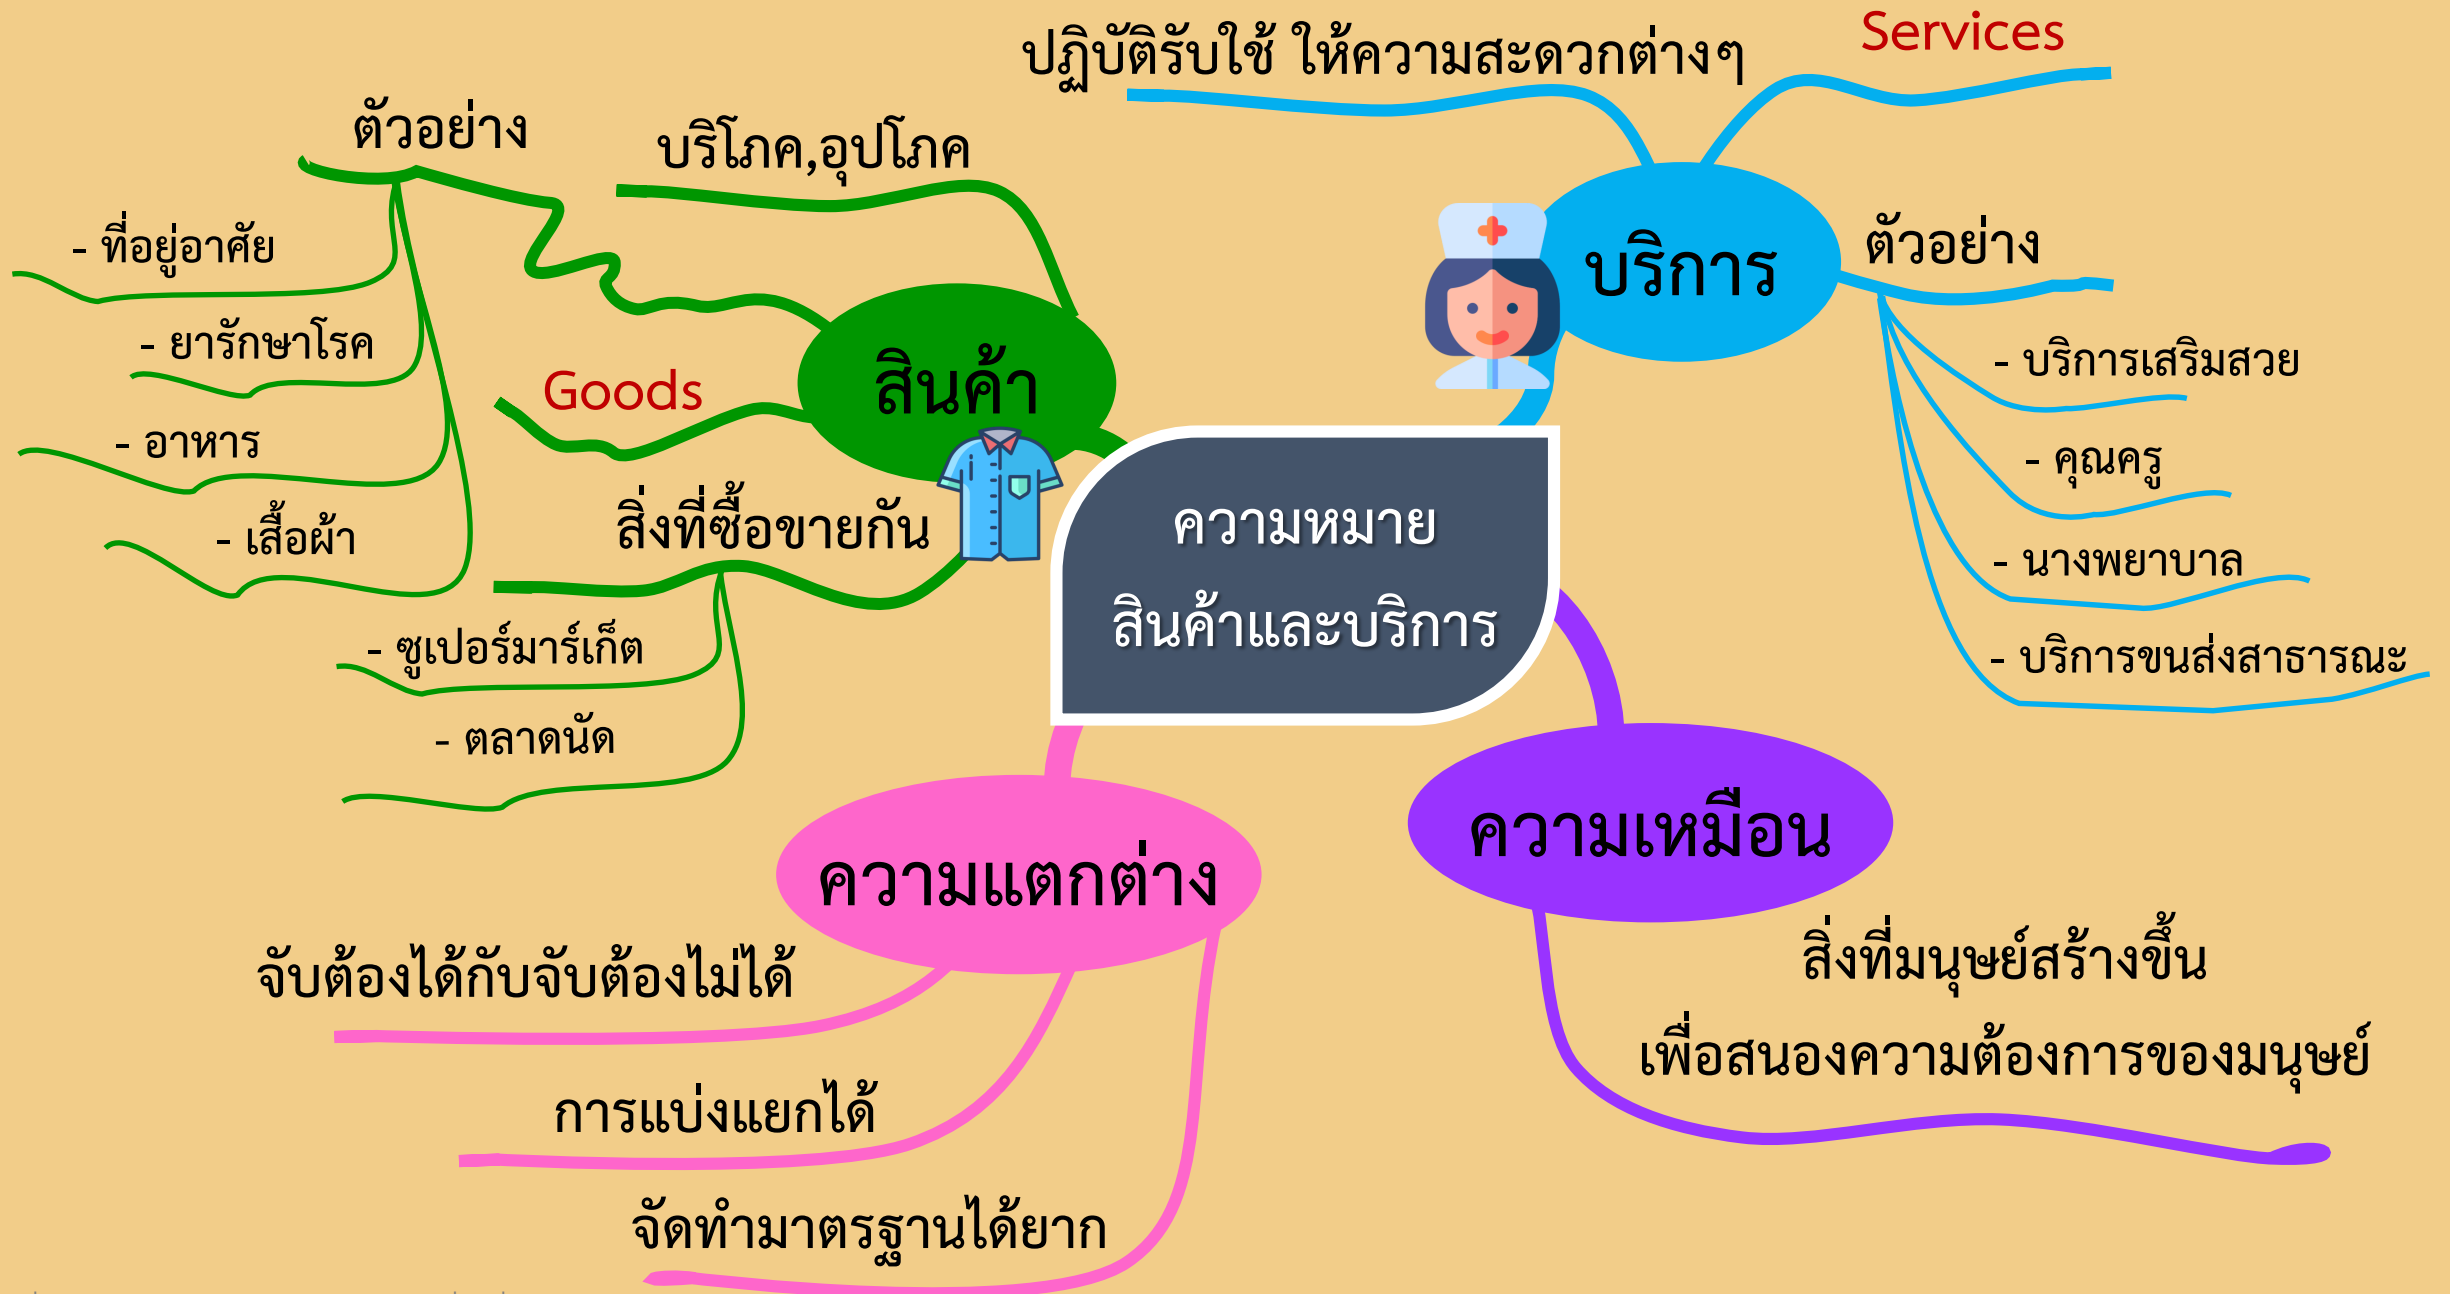 ความหมาย
สินค้าและบริการ
บริการ
Services
ปฏิบัติรับใช้ ให้ความสะดวกต่างๆ
ตัวอย่าง
- บริการเสริมสวย
- คุณครู
- นางพยาบาล
- บริการขนส่งสาธารณะ
ความเหมือน
สิ่งที่มนุษย์สร้างขึ้น
เพื่อสนองความต้องการของมนุษย์
ความแตกต่าง
จับต้องได้กับจับต้องไม่ได้
การแบ่งแยกได้
จัดทำมาตรฐานได้ยาก
สินค้า
บริโภค,อุปโภค
ตัวอย่าง
- ที่อยู่อาศัย
- ยารักษาโรค
- อาหาร
- เสื้อผ้า
Goods
สิ่งที่ซื้อขายกัน
- ซูเปอร์มาร์เก็ต
- ตลาดนัด